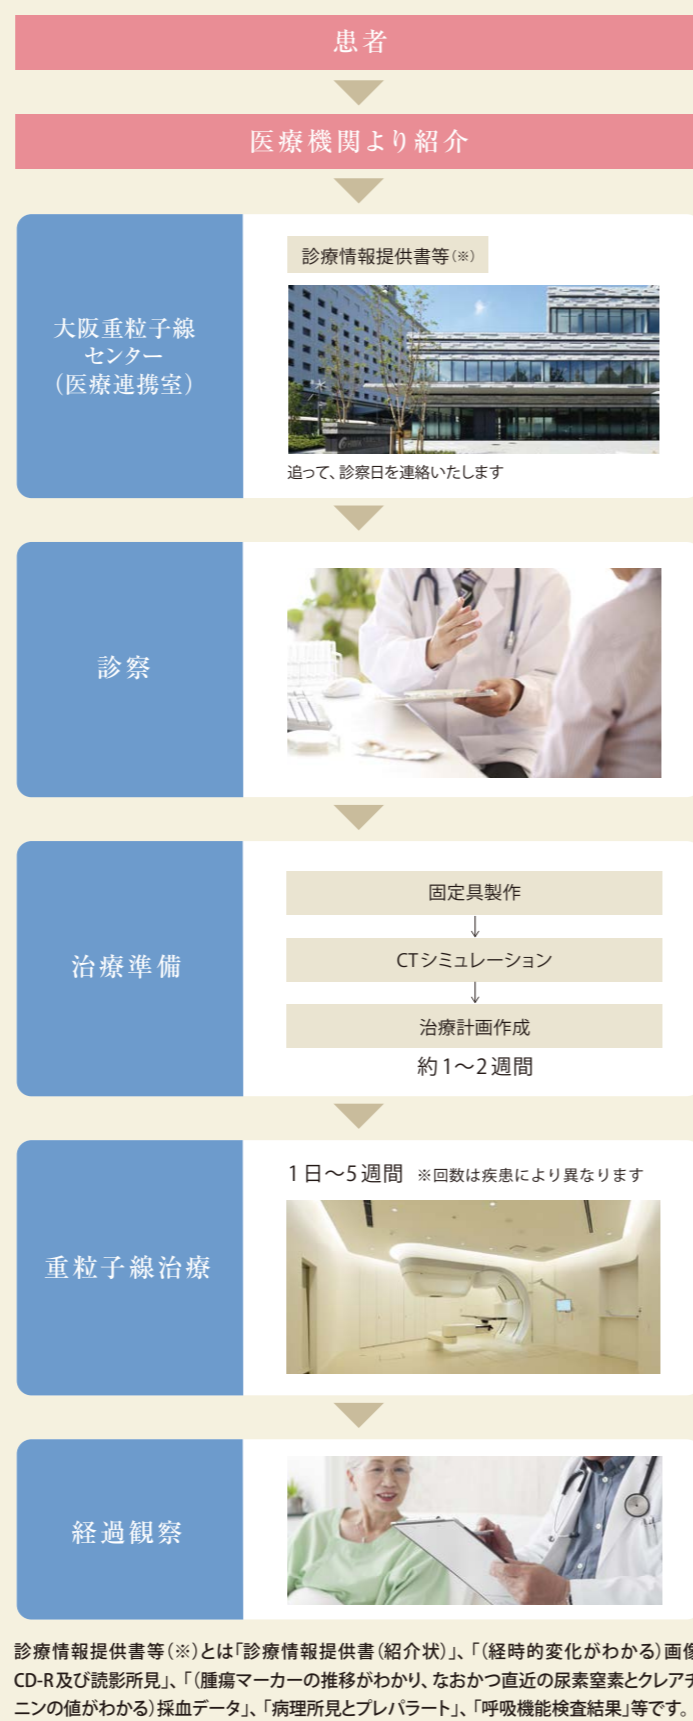 患者
医療機関より紹介
大阪重粒子線
センター
（医療連携室）
診療情報提供書等(※)
追って、診察日を連絡いたします
診察
治療準備
固定具製作
↓
CTシミュレーション
↓
治療計画作成
約1〜2週間
重粒子線治療
1日〜5週間 ※回数は疾患により異なります
経過観察
診療情報提供書等(※)とは「診療情報提供書(紹介状)」、「(経時的変化がわかる)画像
CD-R及び読影所見」、「(腫瘍マーカーの推移がわかり、なおかつ直近の尿素窒素とクレアチ
ニンの値がわかる)採血データ」、「病理所見とプレパラート」、「呼吸機能検査結果」等です。